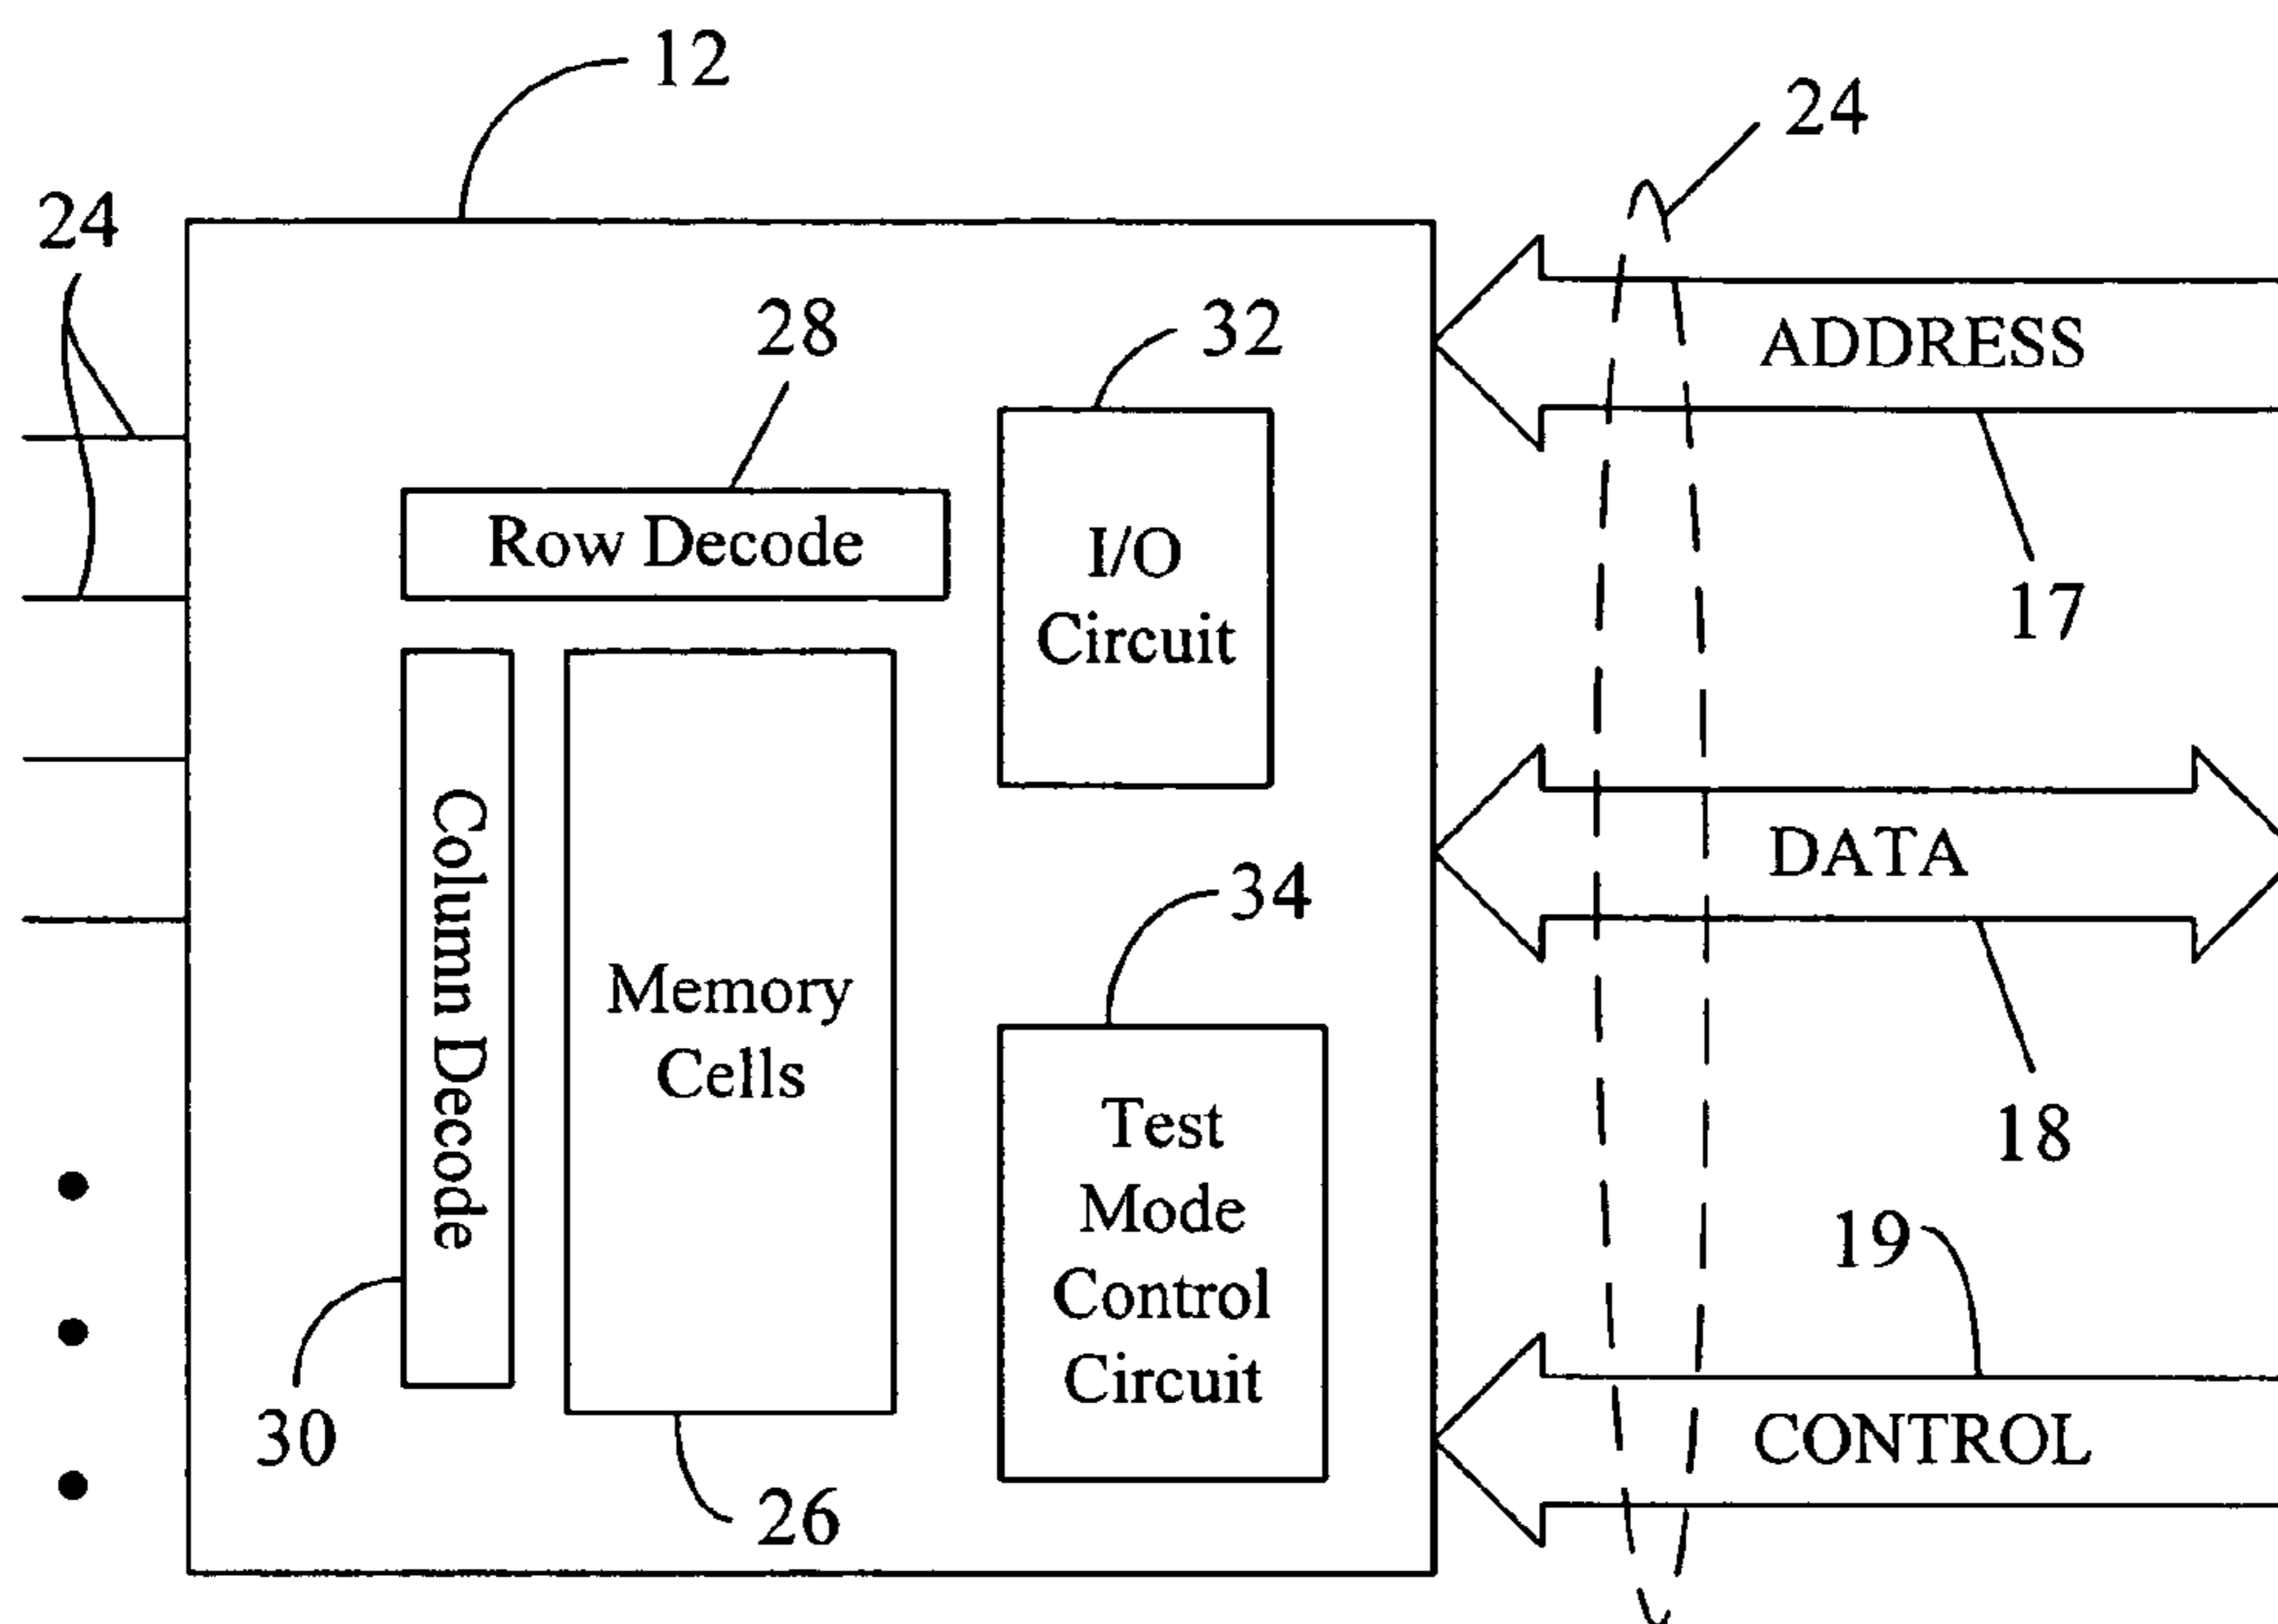 12
24
24
28
32
ADDRESS
Row Decode
I/O
Circuit
17
Column Decode
Memory
Cells
DATA
34
18
Test
Mode
Control
Circuit
19
30
26
CONTROL